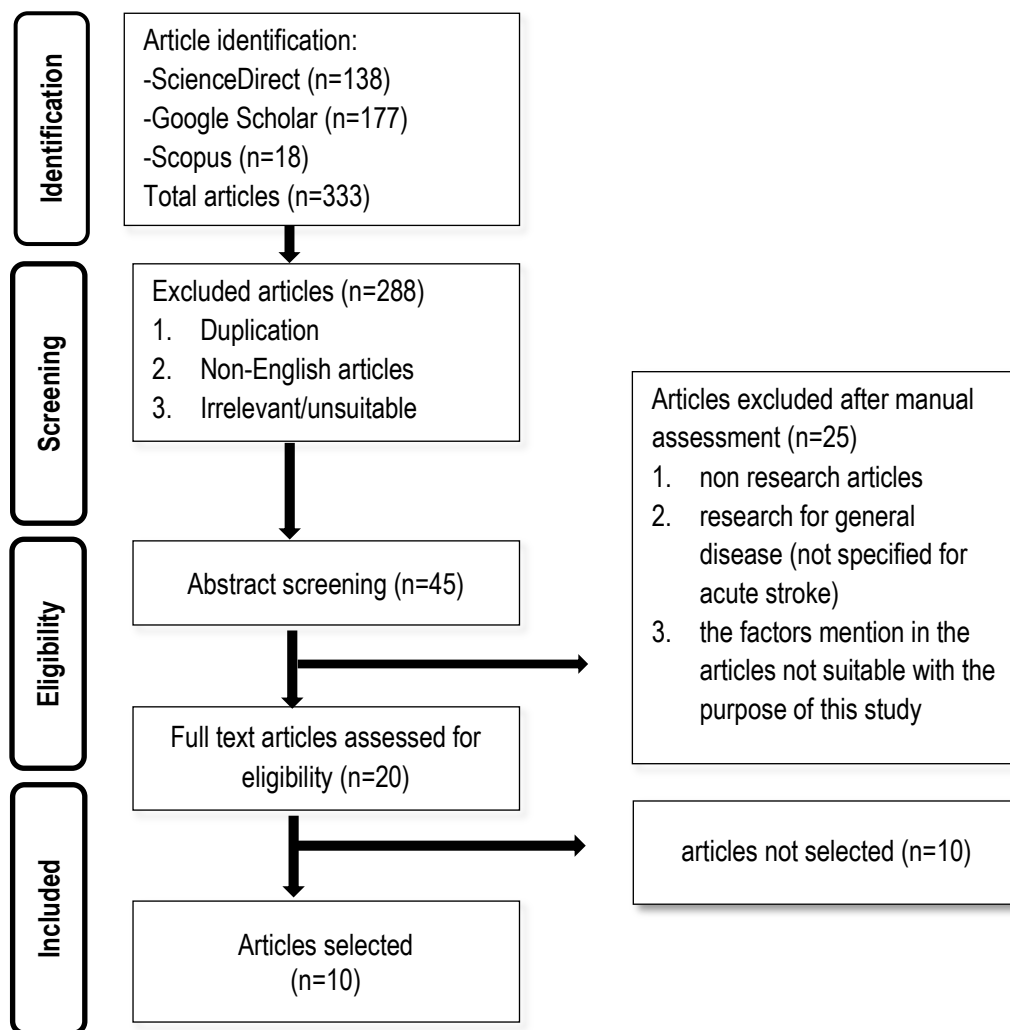 Identification
Article identification:
-ScienceDirect (n=138)
-Google Scholar (n=177)
-Scopus (n=18)
Total articles (n=333)
Screening
Excluded articles (n=288)
1. Duplication
2. Non-English articles
3. Irrelevant/unsuitable
Articles excluded after manual
assessment (n=25)
1. non research articles
2. research for general
disease (not specified for
acute stroke)
3. the factors mention in the
articles not suitable with the
purpose of this study
Eligibility
Abstract screening (n=45)
Full text articles assessed for
eligibility (n=20)
Included
articles not selected (n=10)
Articles selected
(n=10)